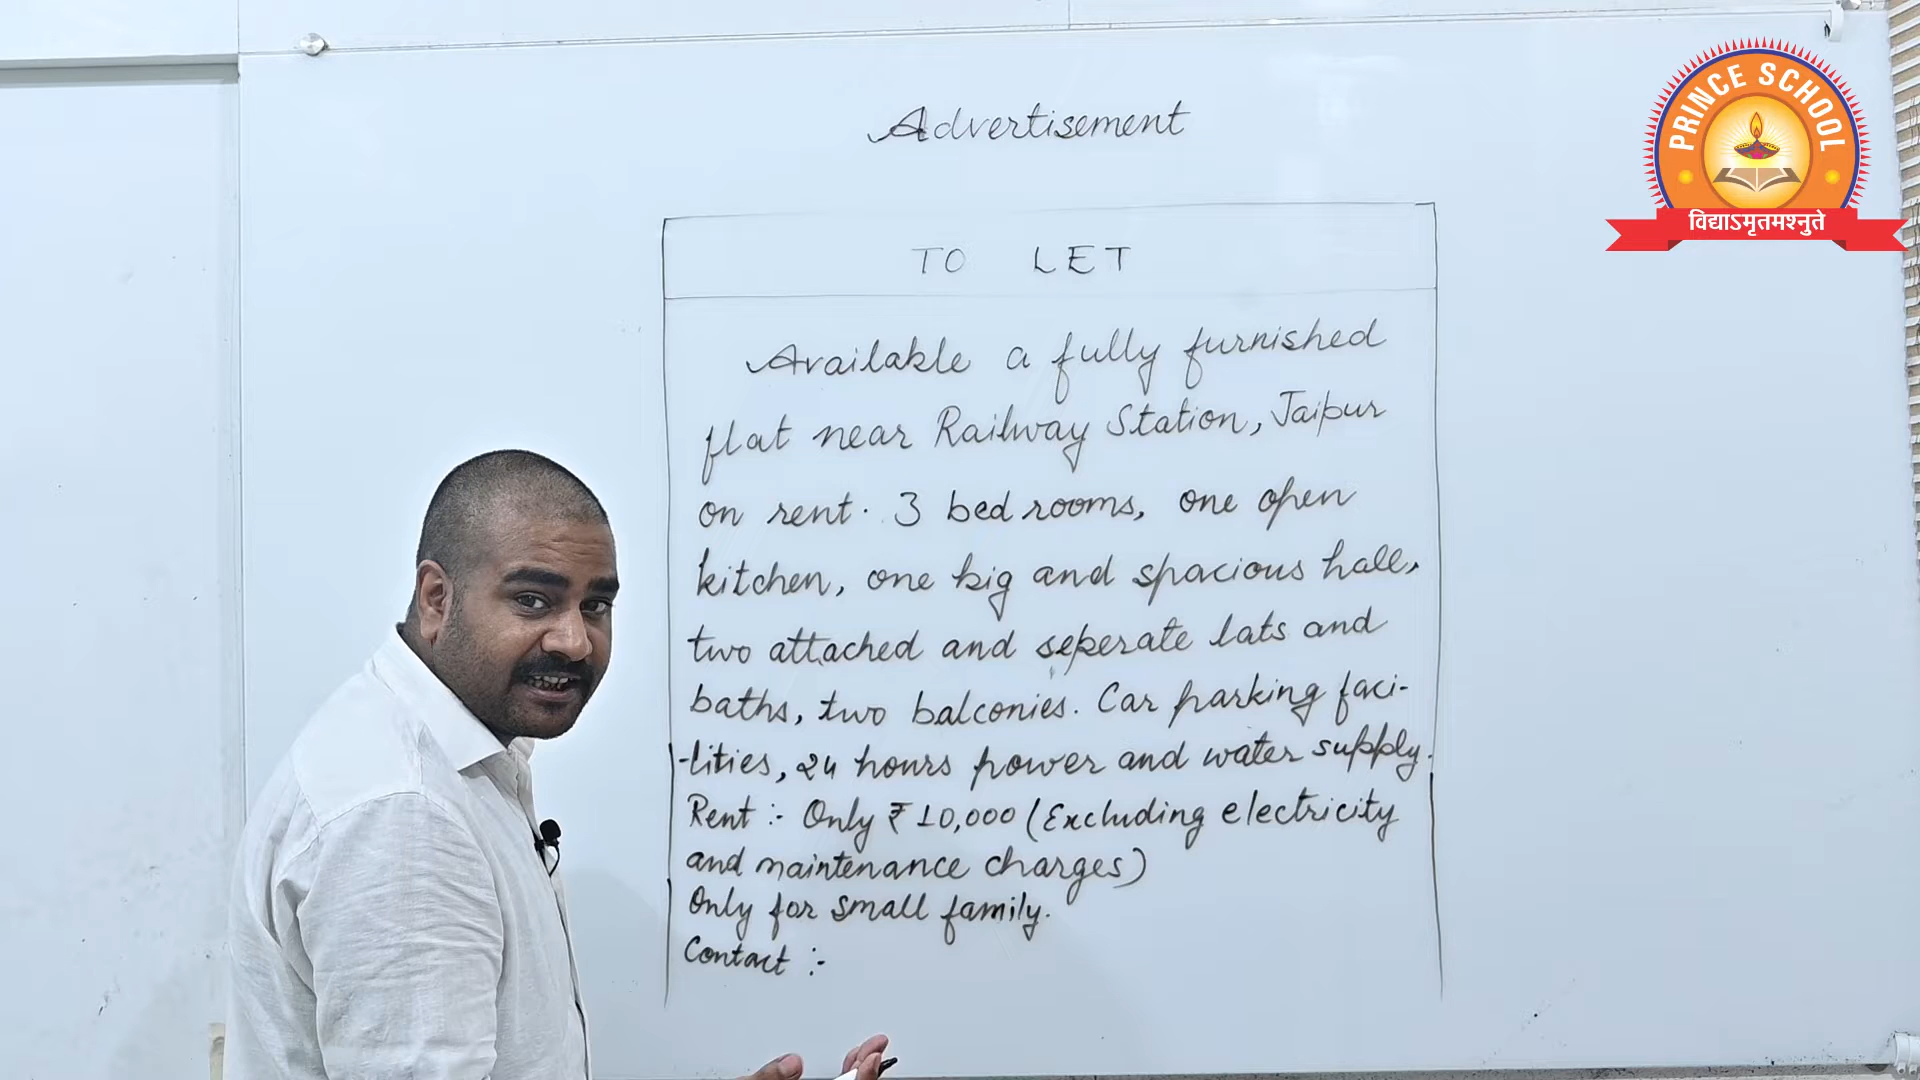 Advertisement
PRINCE SCHOOL
विद्याऽमृतमश्नुते
TO LET
Available a fully furnished
flat near Railway Station, Jaipur
on rent. 3 bed rooms, one open
kitchen, one big and spacious hall,
two attached and seperate lats and
baths, two balconies. Car parking faci-
-lities, 24 hours power and water supply.
Rent :- Only ₹ 10,000 (Excluding electricity
and maintenance charges)
Only for small family.
Contact :-